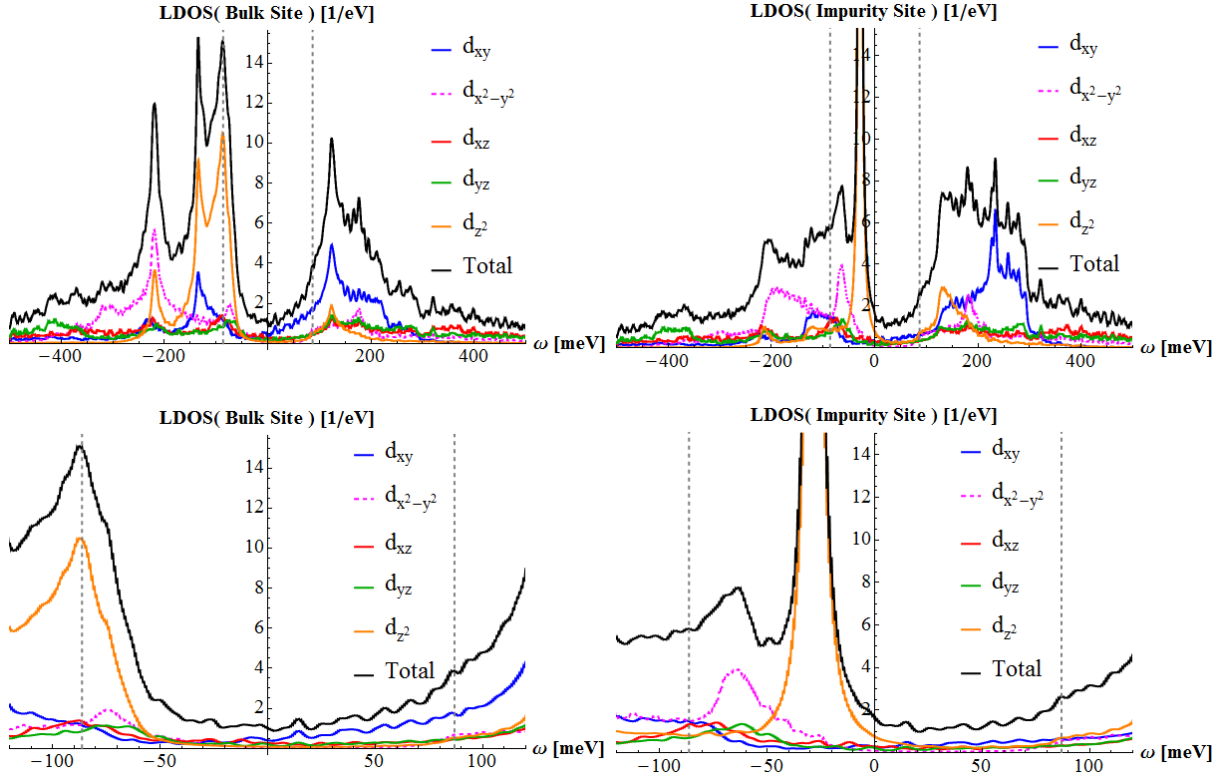 LDOS( Bulk Site ) [1/eV]
14
12
10
8
6
4
2
−400
−200
0
200
400
ω [meV]
d_xy
d_x²−y²
d_xz
d_yz
d_z²
Total
LDOS( Impurity Site ) [1/eV]
14
12
10
8
6
4
2
−400
−200
0
200
400
ω [meV]
d_xy
d_x²−y²
d_xz
d_yz
d_z²
Total
LDOS( Bulk Site ) [1/eV]
14
12
10
8
6
4
2
−100
−50
0
50
100
ω [meV]
d_xy
d_x²−y²
d_xz
d_yz
d_z²
Total
LDOS( Impurity Site ) [1/eV]
14
12
10
8
6
4
2
−100
−50
0
50
100
ω [meV]
d_xy
d_x²−y²
d_xz
d_yz
d_z²
Total